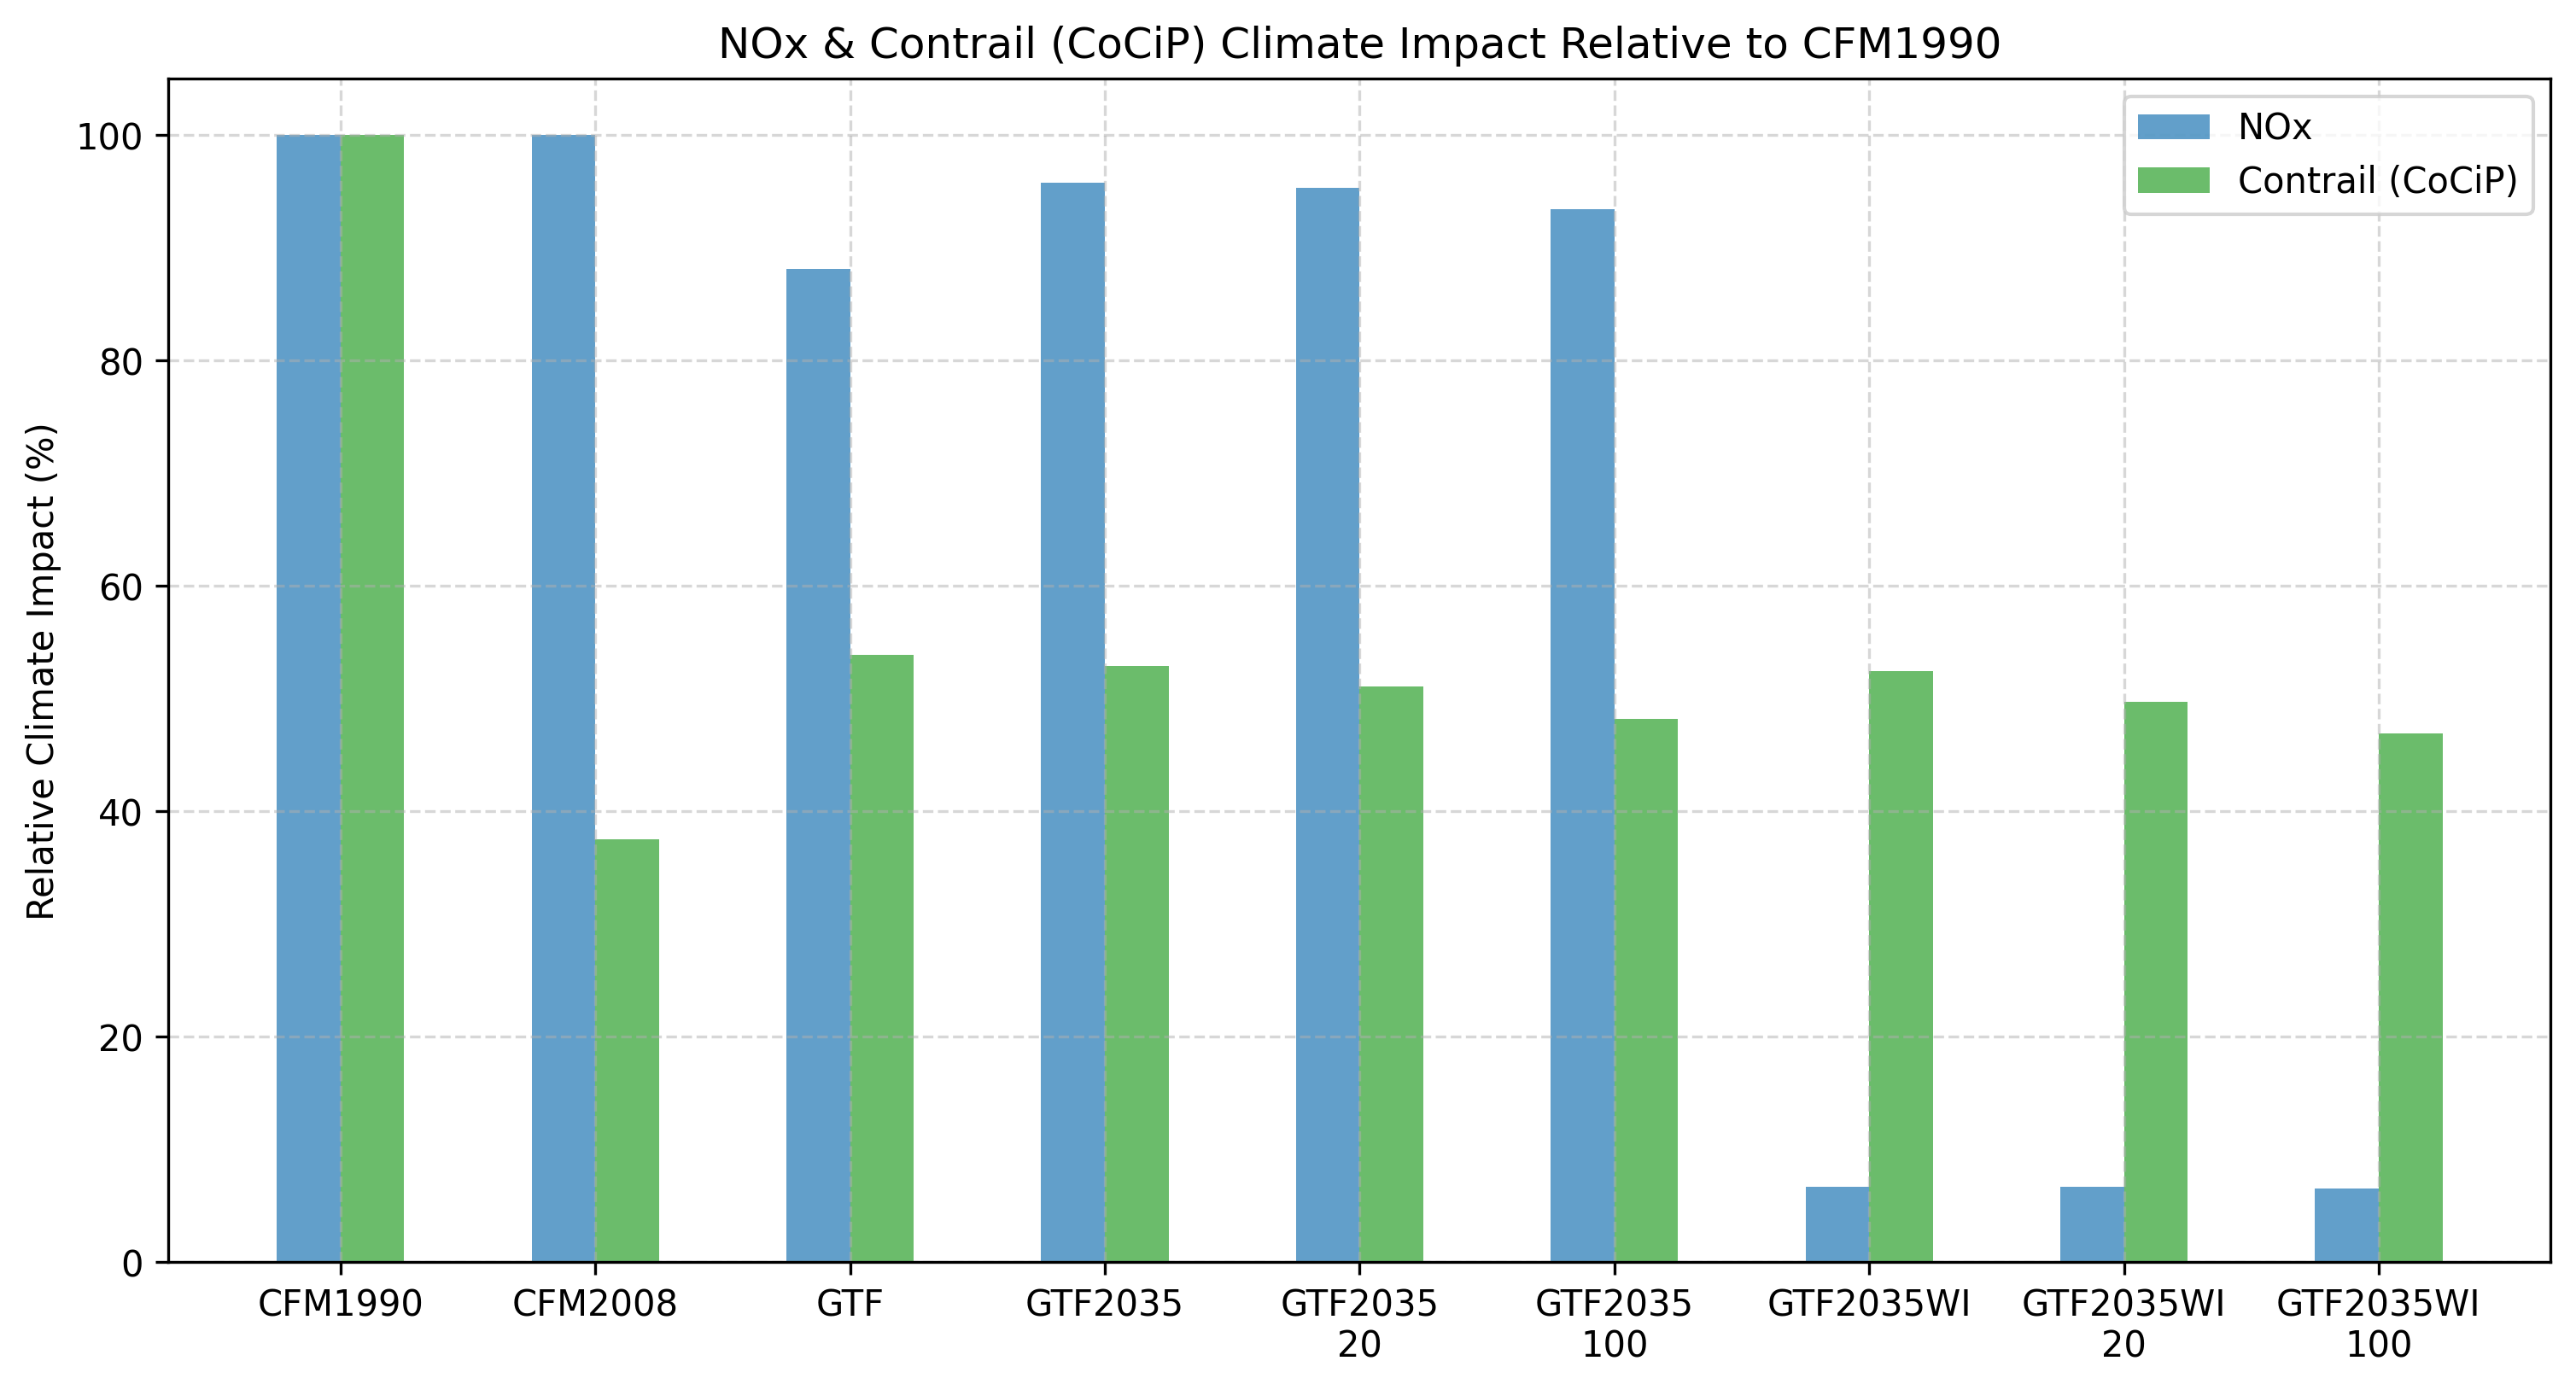 NOx & Contrail (CoCiP) Climate Impact Relative to CFM1990
Relative Climate Impact (%)
100
80
60
40
20
0
NOx
Contrail (CoCiP)
CFM1990
CFM2008
GTF
GTF2035
GTF2035
20
GTF2035
100
GTF2035WI
GTF2035WI
20
GTF2035WI
100